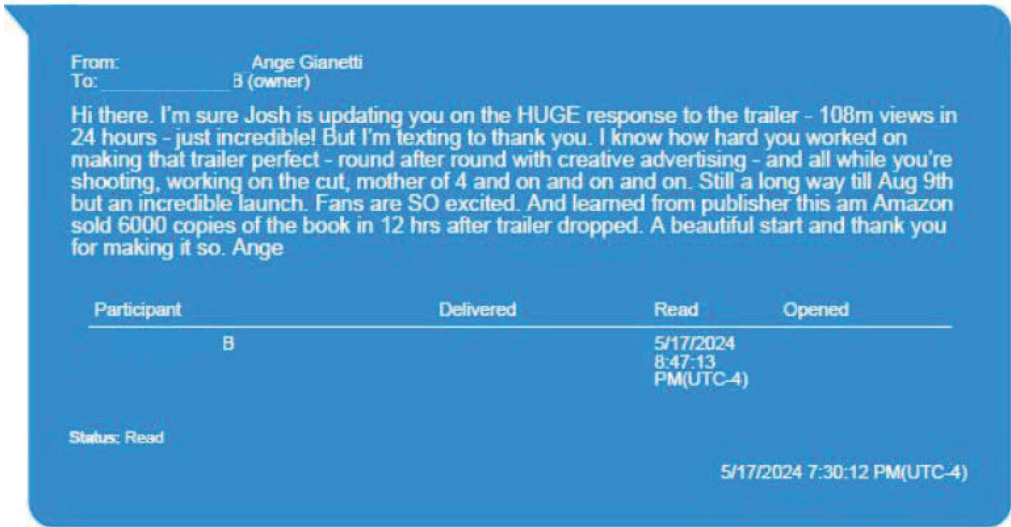 From: Ange Gianetti
To: B (owner)
Hi there. I'm sure Josh is updating you on the HUGE response to the trailer - 108m views in
24 hours - just incredible! But I'm texting to thank you. I know how hard you worked on
making that trailer perfect - round after round with creative advertising - and all while you're
shooting, working on the cut, mother of 4 and on and on and on. Still a long way till Aug 9th
but an incredible launch. Fans are SO excited. And learned from publisher this am Amazon
sold 6000 copies of the book in 12 hrs after trailer dropped. A beautiful start and thank you
for making it so. Ange
Participant Delivered Read Opened
B 5/17/2024
8:47:13
PM(UTC-4)
Status: Read
5/17/2024 7:30:12 PM(UTC-4)